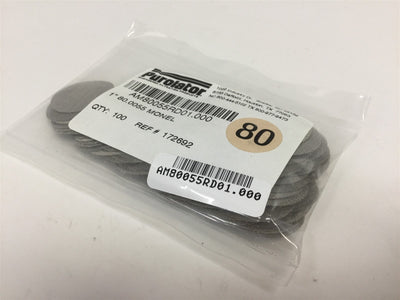 Purolator
AM80055RD01.000
1" 80.0055 MONEL
QTY: 100
REF # 172692
80
AM80055RD01.000